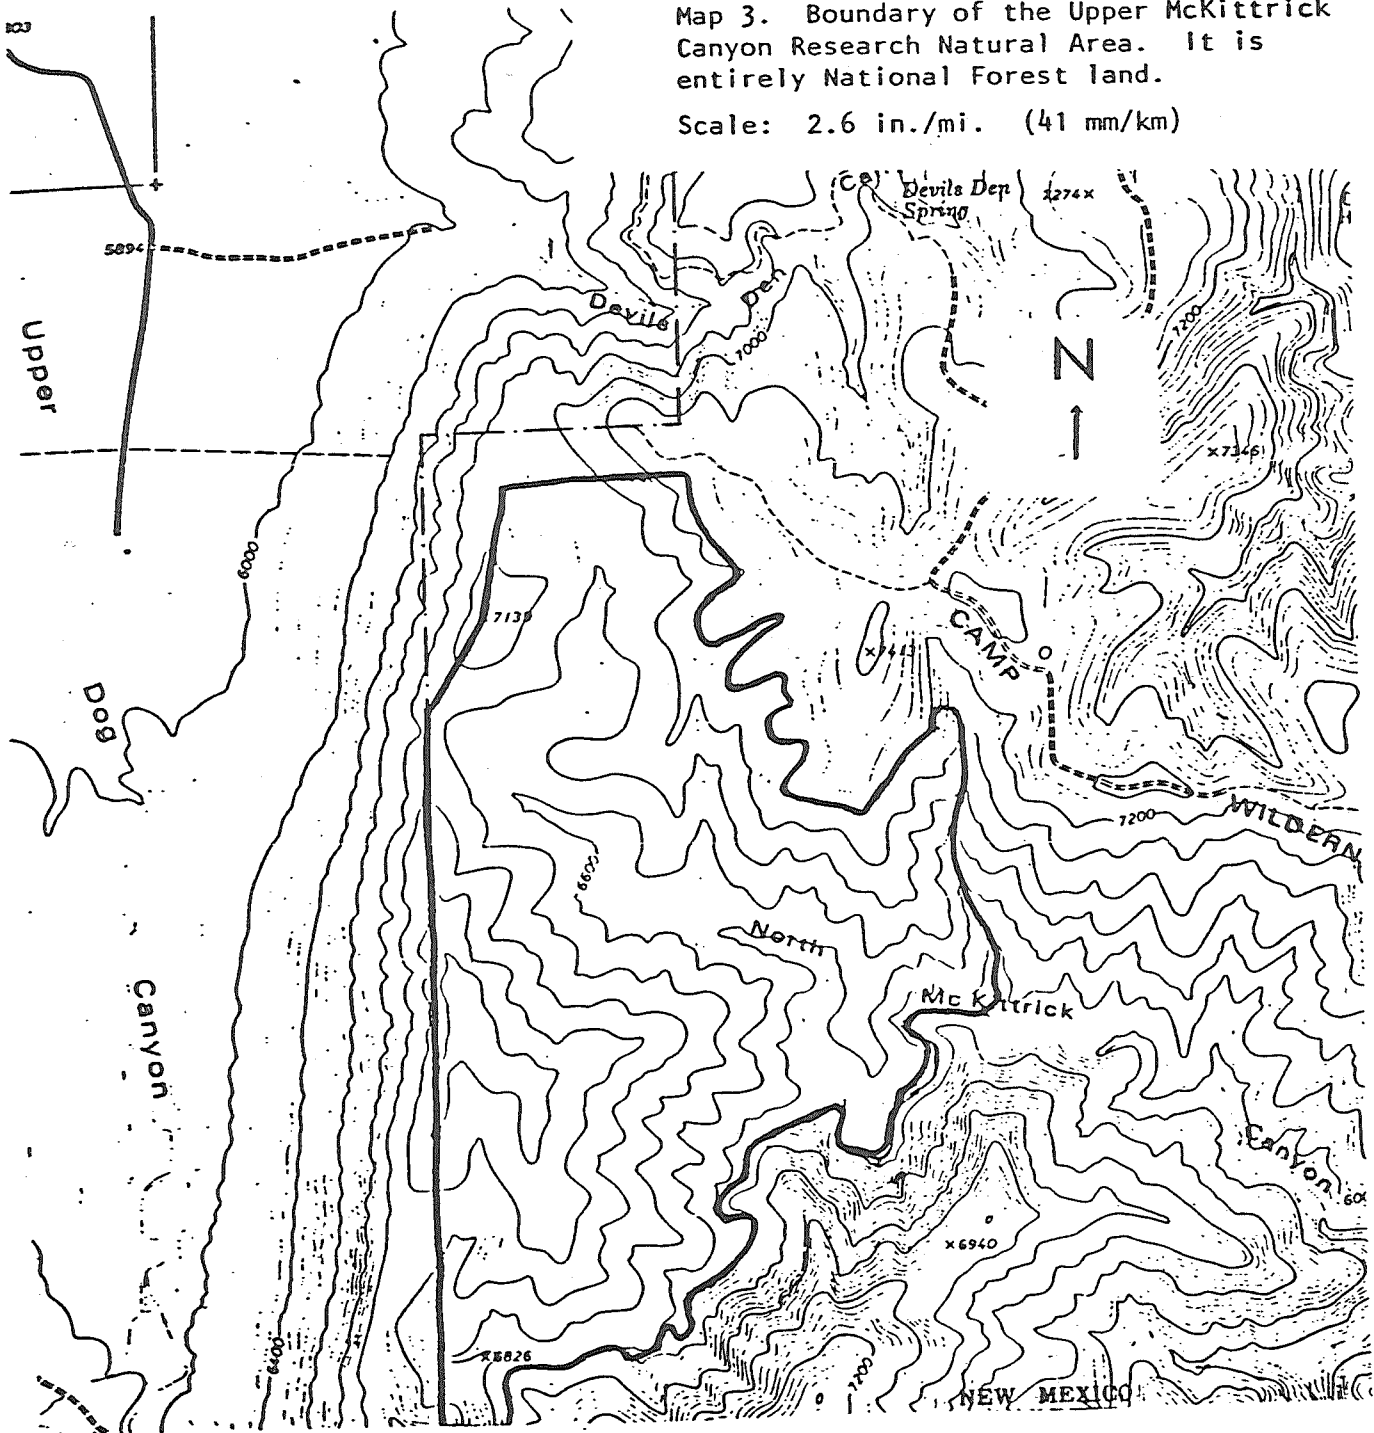 Map 3. Boundary of the Upper McKittrick
Canyon Research Natural Area. It is
entirely National Forest land.
Scale: 2.6 in./mi. (41 mm/km)
Devils Den
Spring
5894
Devils
Den
7000
7200
Upper
N
6000
7139
CAMP
Dog
7200
WILDERN
6600
North
McKittrick
Canyon
Canyon
x6940
6400
x6826
NEW MEXICO